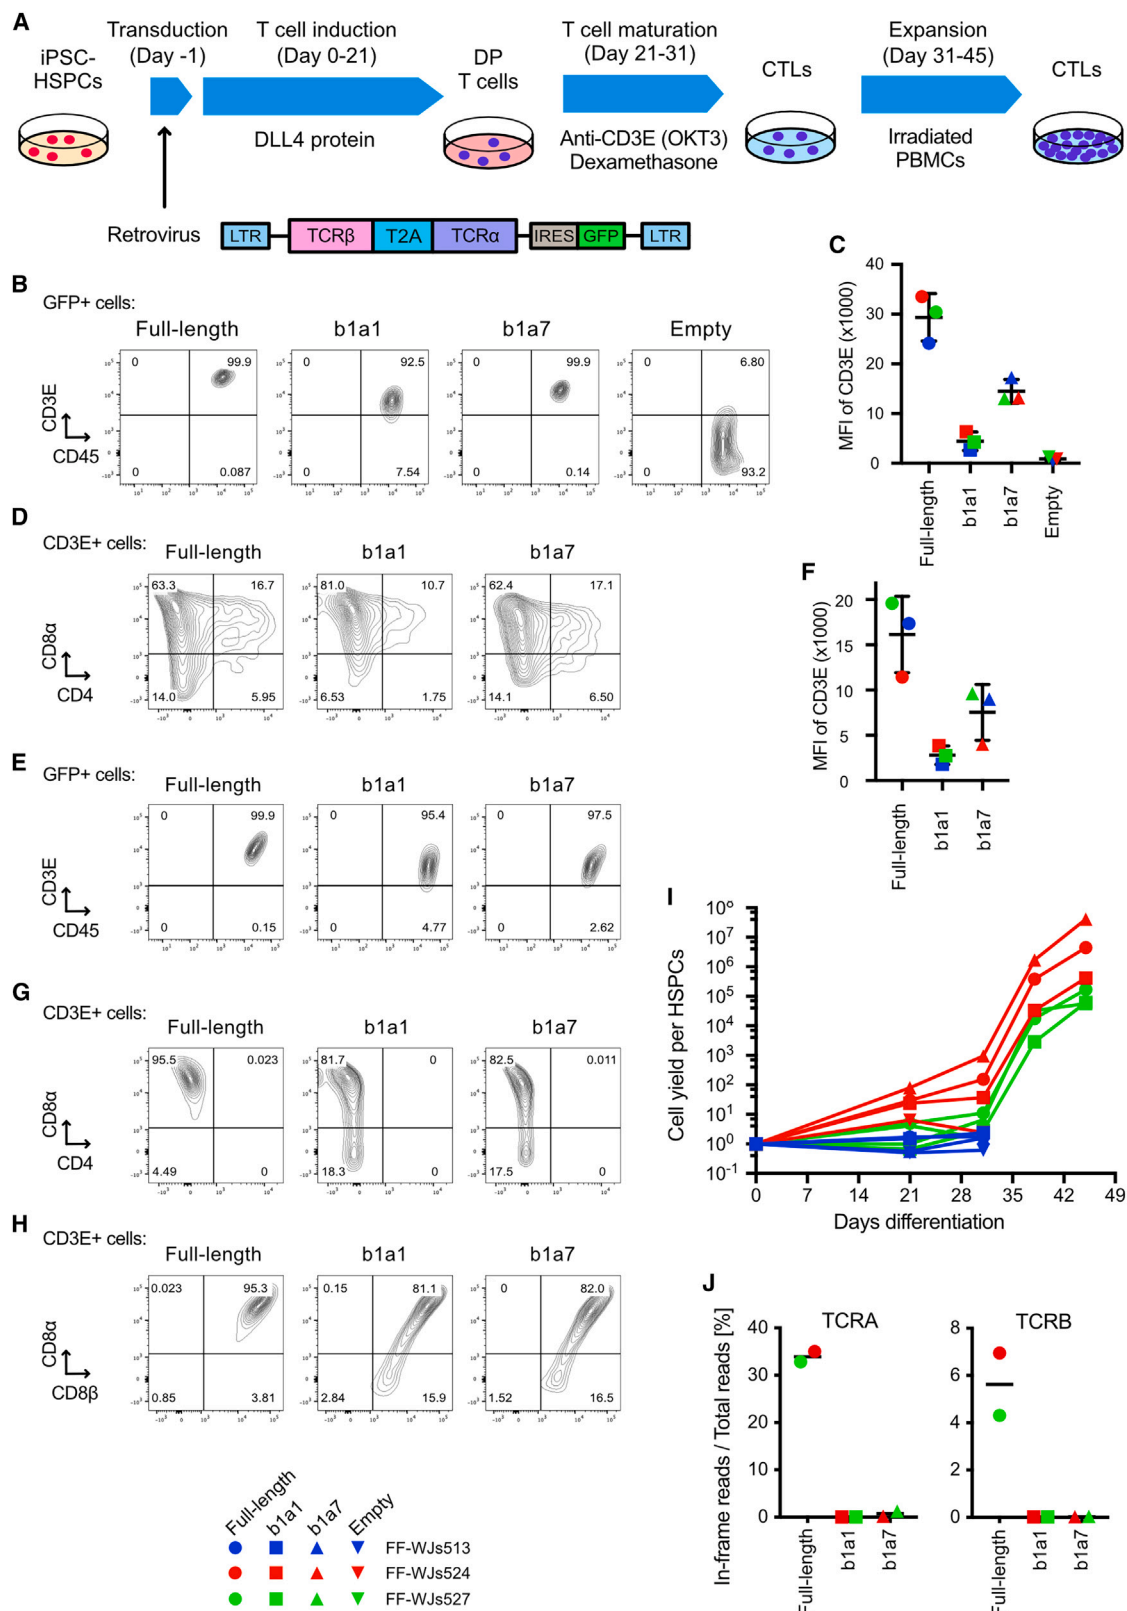 A
Transduction
(Day -1)
T cell induction
(Day 0-21)
T cell maturation
(Day 21-31)
Expansion
(Day 31-45)
iPSC-
HSPCs
DP
T cells
CTLs
CTLs
DLL4 protein
Anti-CD3E (OKT3)
Dexamethasone
Irradiated
PBMCs
Retrovirus
LTR TCRβ T2A TCRα IRES GFP LTR
B
GFP+ cells:
Full-length b1a1 b1a7 Empty
0 99.9 0 92.5 0 99.9 0 6.80
CD3E
CD45
0 0.087 0 7.54 0 0.14 0 93.2
C
MFI of CD3E (x1000)
40
30
20
10
0
Full-length
b1a1
b1a7
Empty
D
CD3E+ cells:
Full-length b1a1 b1a7
63.3 16.7 81.0 10.7 62.4 17.1
CD8α
CD4
14.0 5.95 6.53 1.75 14.1 6.50
F
MFI of CD3E (x1000)
20
15
10
5
0
Full-length
b1a1
b1a7
E
GFP+ cells:
Full-length b1a1 b1a7
0 99.9 0 95.4 0 97.5
CD3E
CD45
0 0.15 0 4.77 0 2.62
G
CD3E+ cells:
Full-length b1a1 b1a7
95.5 0.023 81.7 0 82.5 0.011
CD8α
CD4
4.49 0 18.3 0 17.5 0
H
CD3E+ cells:
Full-length b1a1 b1a7
0.023 95.3 0.15 81.1 0 82.0
CD8α
CD8β
0.85 3.81 2.84 15.9 1.52 16.5
I
Cell yield per HSPCs
10⁸
10⁷
10⁶
10⁵
10⁴
10³
10²
10¹
10⁰
10⁻¹
0 7 14 21 28 35 42 49
Days differentiation
J
In-frame reads / Total reads [%]
TCRA
40
30
20
10
0
Full-length
b1a1
b1a7
TCRB
8
6
4
2
0
Full-length
b1a1
b1a7
Full-length
b1a1
b1a7
Empty
FF-WJs513
FF-WJs524
FF-WJs527